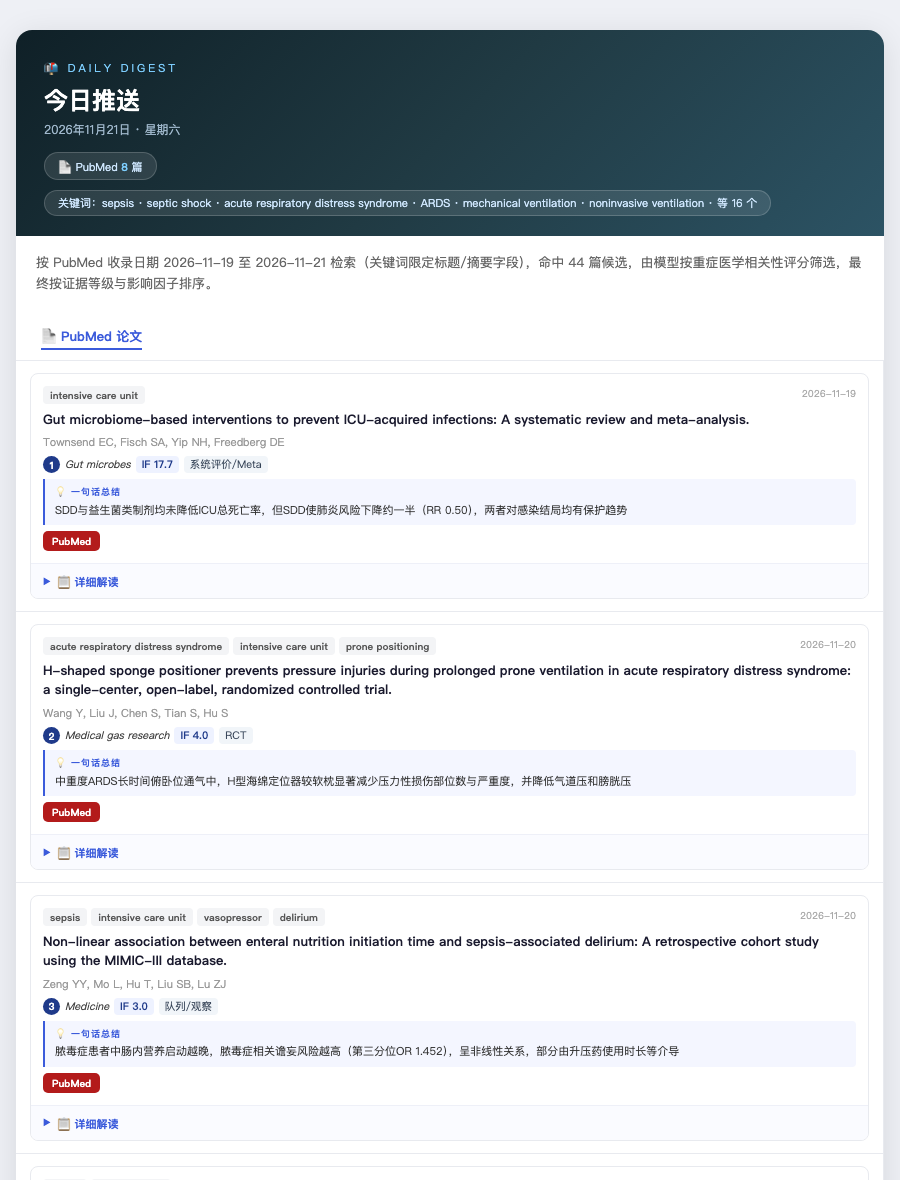 DAILY DIGEST
今日推送
2026年11月21日 · 星期六
PubMed 8 篇
关键词：sepsis · septic shock · acute respiratory distress syndrome · ARDS · mechanical ventilation · noninvasive ventilation · 等 16 个
按 PubMed 收录日期 2026-11-19 至 2026-11-21 检索（关键词限定标题/摘要字段），命中 44 篇候选，由模型按重症医学相关性评分筛选，最
终按证据等级与影响因子排序。
PubMed 论文
intensive care unit 2026-11-19
Gut microbiome-based interventions to prevent ICU-acquired infections: A systematic review and meta-analysis.
Townsend EC, Fisch SA, Yip NH, Freedberg DE
1 Gut microbes IF 17.7 系统评价/Meta
一句话总结
SDD与益生菌类制剂均未降低ICU总死亡率，但SDD使肺炎风险下降约一半（RR 0.50），两者对感染结局均有保护趋势
PubMed
详细解读
acute respiratory distress syndrome intensive care unit prone positioning 2026-11-20
H-shaped sponge positioner prevents pressure injuries during prolonged prone ventilation in acute respiratory distress syndrome:
a single-center, open-label, randomized controlled trial.
Wang Y, Liu J, Chen S, Tian S, Hu S
2 Medical gas research IF 4.0 RCT
一句话总结
中重度ARDS长时间俯卧位通气中，H型海绵定位器较软枕显著减少压力性损伤部位数与严重度，并降低气道压和膀胱压
PubMed
详细解读
sepsis intensive care unit vasopressor delirium 2026-11-20
Non-linear association between enteral nutrition initiation time and sepsis-associated delirium: A retrospective cohort study
using the MIMIC-III database.
Zeng YY, Mo L, Hu T, Liu SB, Lu ZJ
3 Medicine IF 3.0 队列/观察
一句话总结
脓毒症患者中肠内营养启动越晚，脓毒症相关谵妄风险越高（第三分位OR 1.452），呈非线性关系，部分由升压药使用时长等介导
PubMed
详细解读